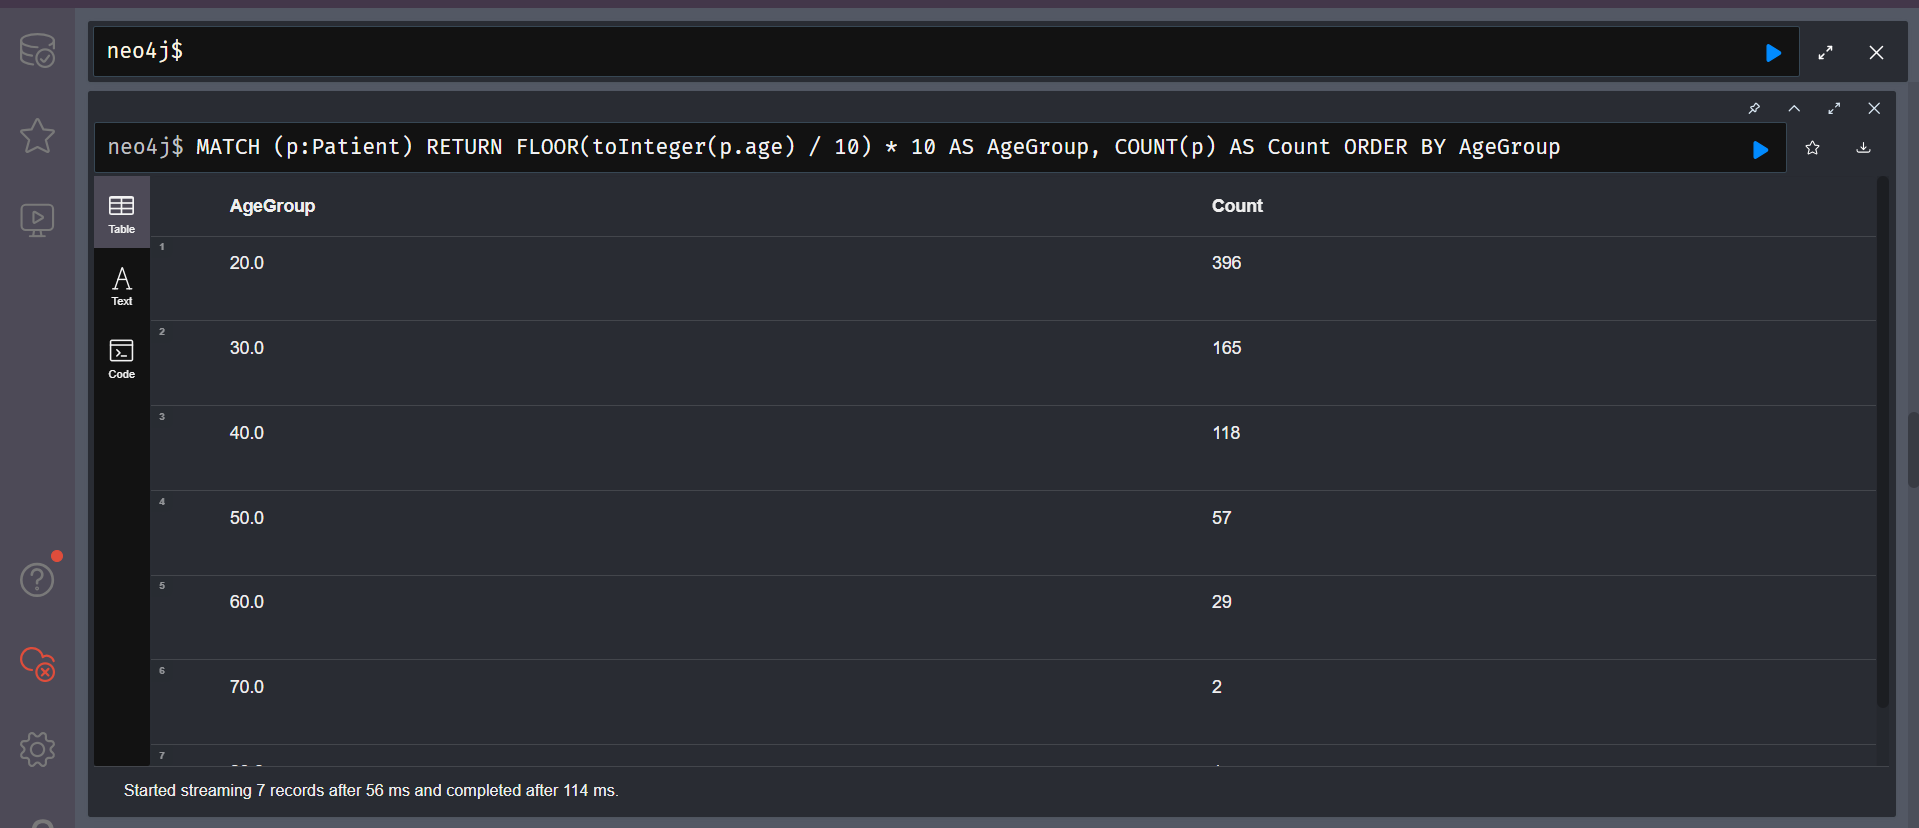 neo4j$
neo4j$ MATCH (p:Patient) RETURN FLOOR(toInteger(p.age) / 10) * 10 AS AgeGroup, COUNT(p) AS Count ORDER BY AgeGroup
Table
Text
Code
AgeGroup Count
1 20.0 396
2 30.0 165
3 40.0 118
4 50.0 57
5 60.0 29
6 70.0 2
7
Started streaming 7 records after 56 ms and completed after 114 ms.